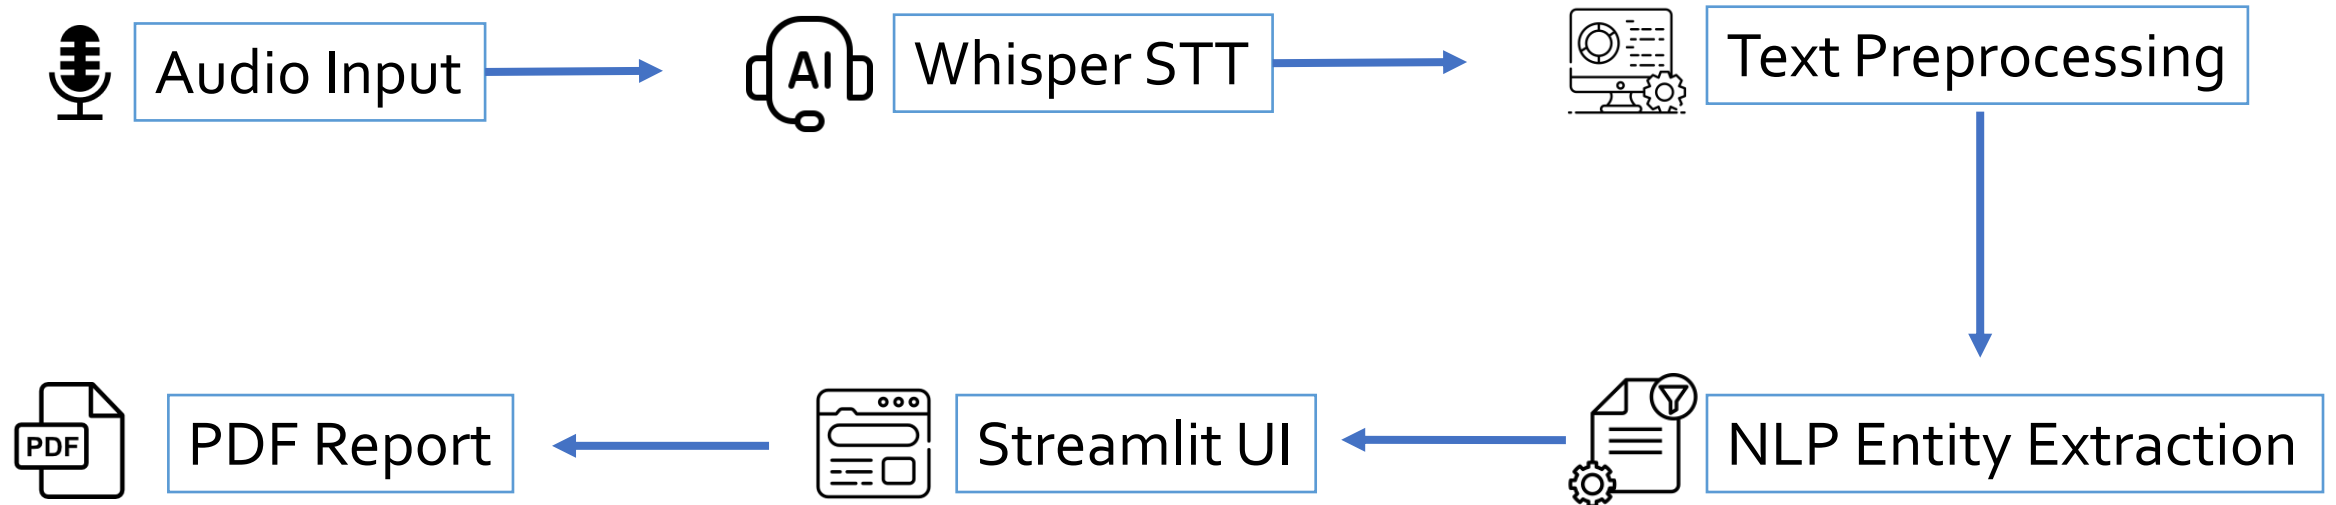 Audio Input
AI
Whisper STT
Text Preprocessing
PDF
PDF Report
Streamlit UI
NLP Entity Extraction